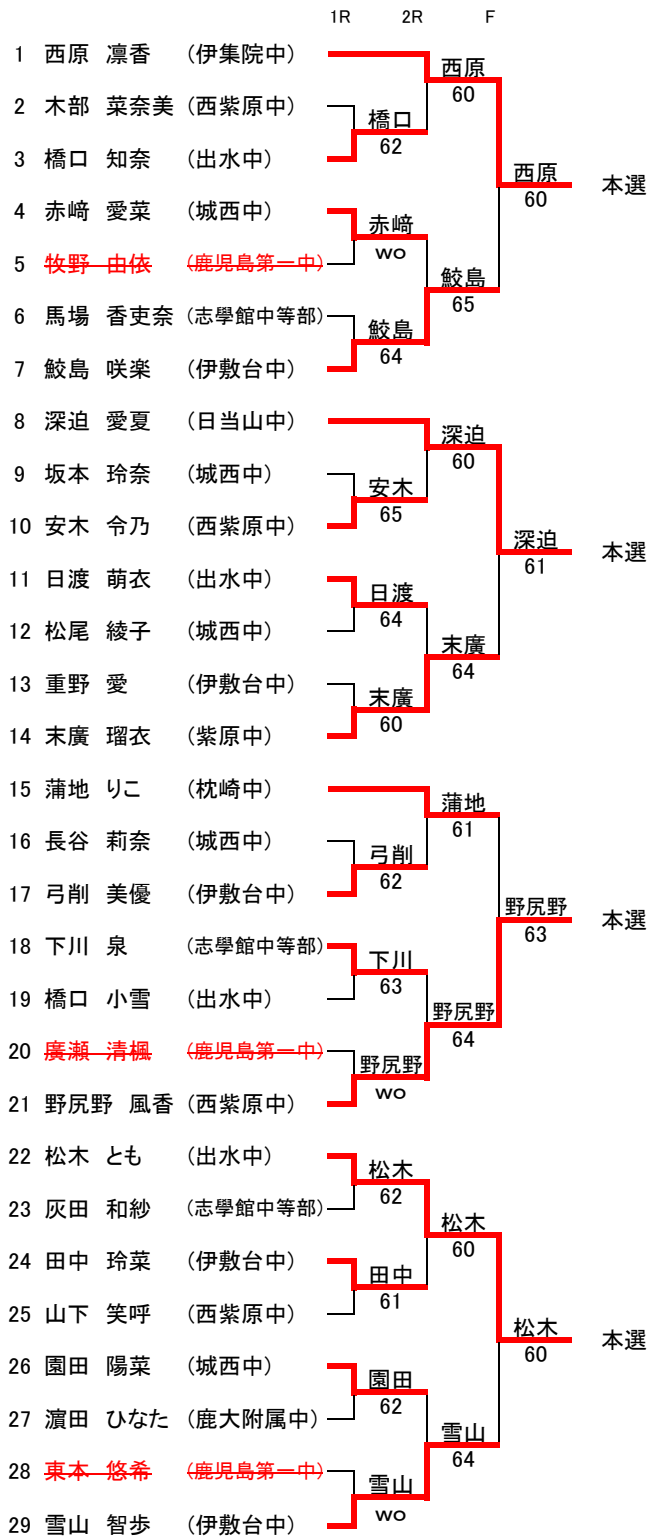 1R 2R F
1 西原 凛香 (伊集院中)
西原
60
2 木部 菜奈美 (西紫原中)
橋口
62
3 橋口 知奈 (出水中)
西原
60
本選
4 赤﨑 愛菜 (城西中)
赤﨑
wo
5 牧野 由依 (鹿児島第一中)
鮫島
65
6 馬場 香吏奈 (志學館中等部)
鮫島
64
7 鮫島 咲楽 (伊敷台中)
8 深迫 愛夏 (日当山中)
深迫
60
9 坂本 玲奈 (城西中)
安木
65
10 安木 令乃 (西紫原中)
深迫
61
本選
11 日渡 萌衣 (出水中)
日渡
64
12 松尾 綾子 (城西中)
末廣
64
13 重野 愛 (伊敷台中)
末廣
60
14 末廣 瑠衣 (紫原中)
15 蒲地 りこ (枕崎中)
蒲地
61
16 長谷 莉奈 (城西中)
弓削
62
17 弓削 美優 (伊敷台中)
野尻野
63
本選
18 下川 泉 (志學館中等部)
下川
63
19 橋口 小雪 (出水中)
野尻野
64
20 廣瀬 清楓 (鹿児島第一中)
野尻野
wo
21 野尻野 風香 (西紫原中)
22 松木 とも (出水中)
松木
62
23 灰田 和紗 (志學館中等部)
松木
60
24 田中 玲菜 (伊敷台中)
田中
61
25 山下 笑呼 (西紫原中)
松木
60
本選
26 園田 陽菜 (城西中)
園田
62
27 濵田 ひなた (鹿大附属中)
雪山
64
28 東本 悠希 (鹿児島第一中)
雪山
wo
29 雪山 智歩 (伊敷台中)